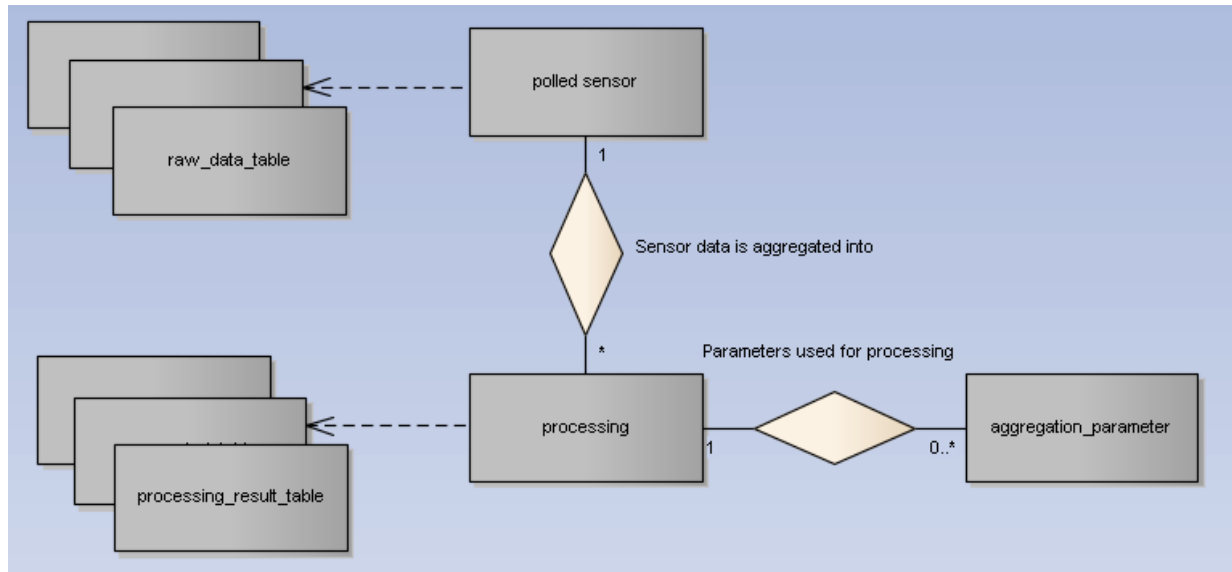 polled sensor
raw_data_table
1
Sensor data is aggregated into
*
Parameters used for processing
processing
1
0..*
aggregation_parameter
processing_result_table